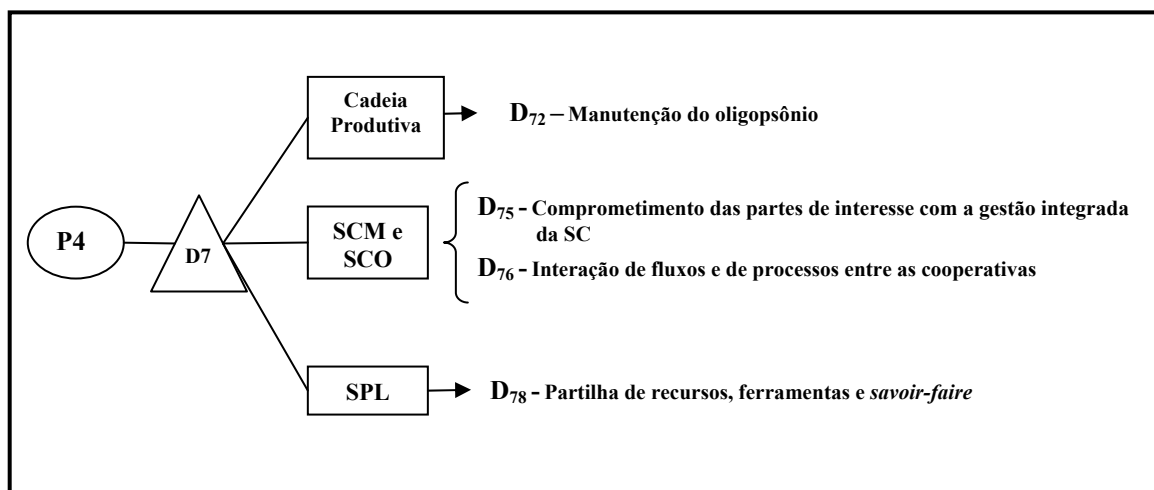 Cadeia
Produtiva
D72 – Manutenção do oligopsônio
P4
D7
SCM e
SCO
D75 - Comprometimento das partes de interesse com a gestão integrada
da SC
D76 - Interação de fluxos e de processos entre as cooperativas
SPL
D78 - Partilha de recursos, ferramentas e savoir-faire